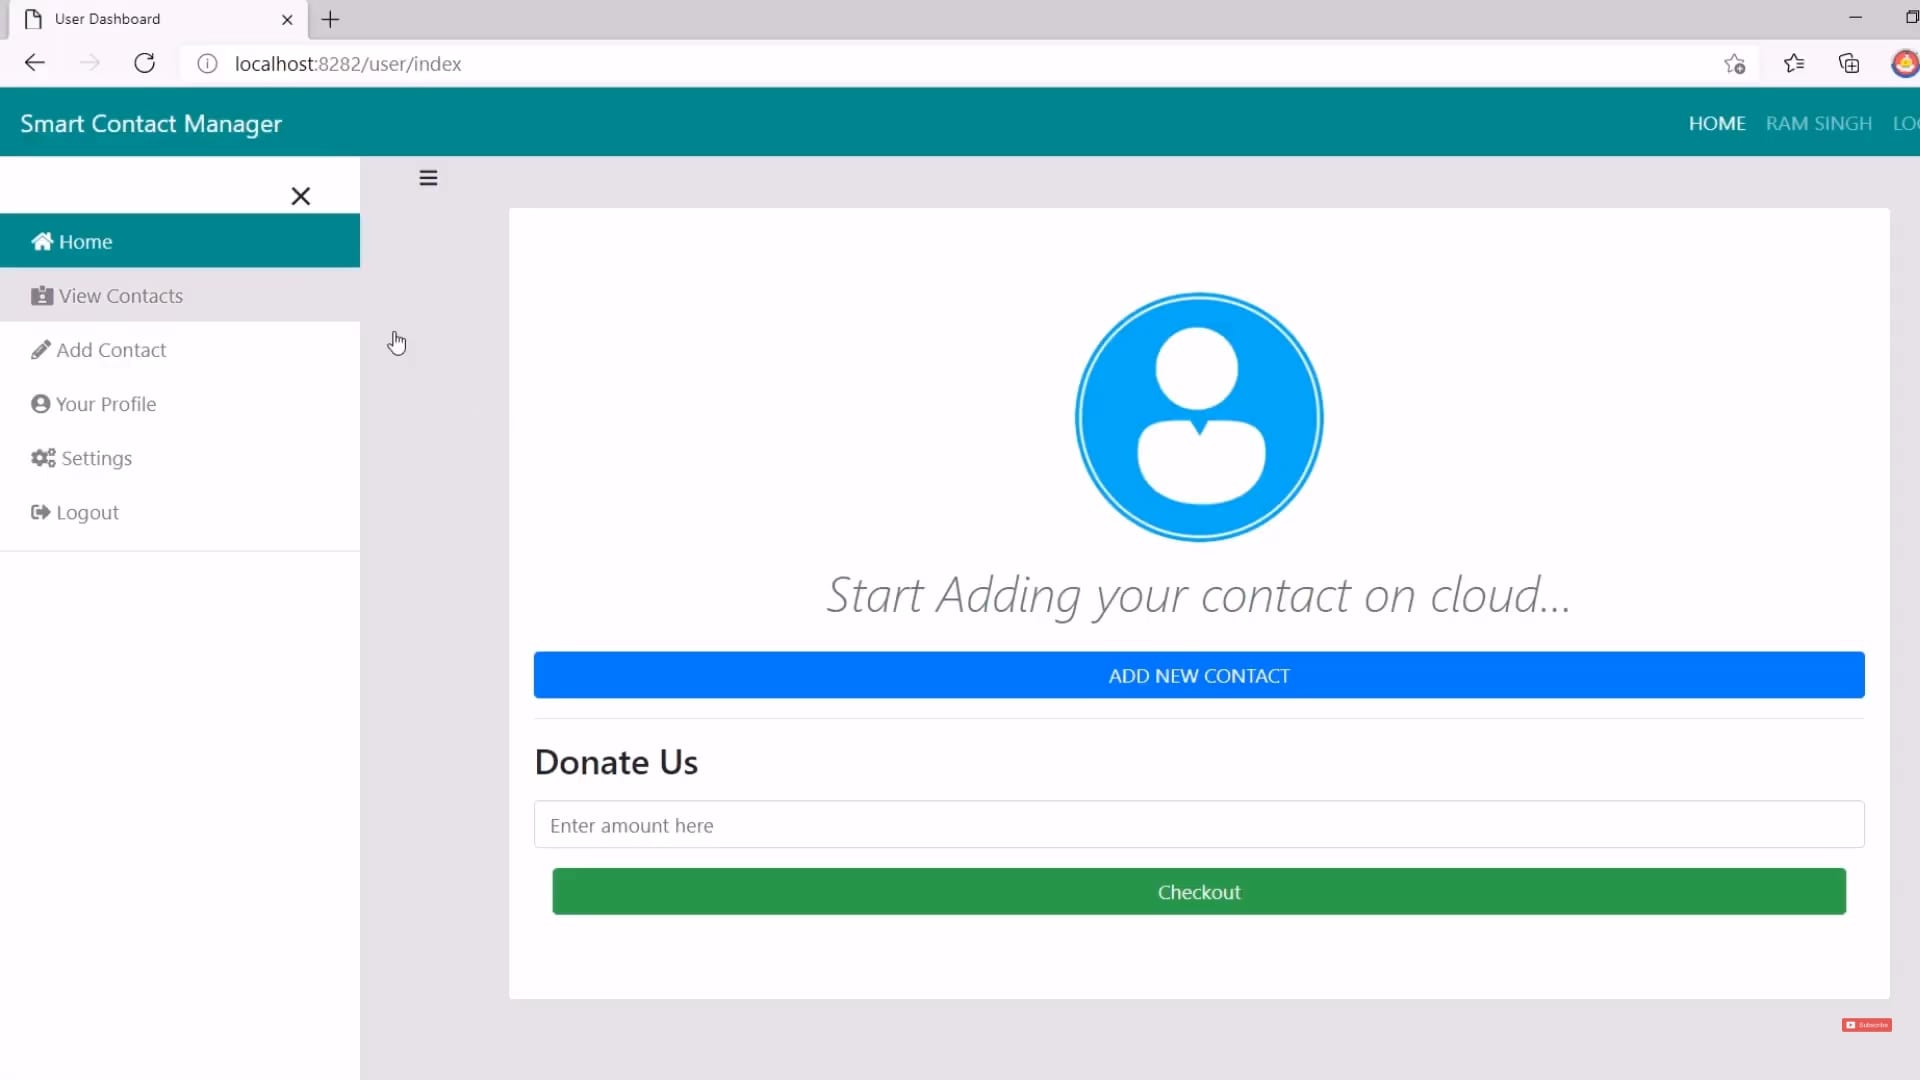 User Dashboard
localhost:8282/user/index
Smart Contact Manager
HOME RAM SINGH
Home
View Contacts
Add Contact
Your Profile
Settings
Logout
Start Adding your contact on cloud...
ADD NEW CONTACT
Donate Us
Enter amount here
Checkout
Subscribe